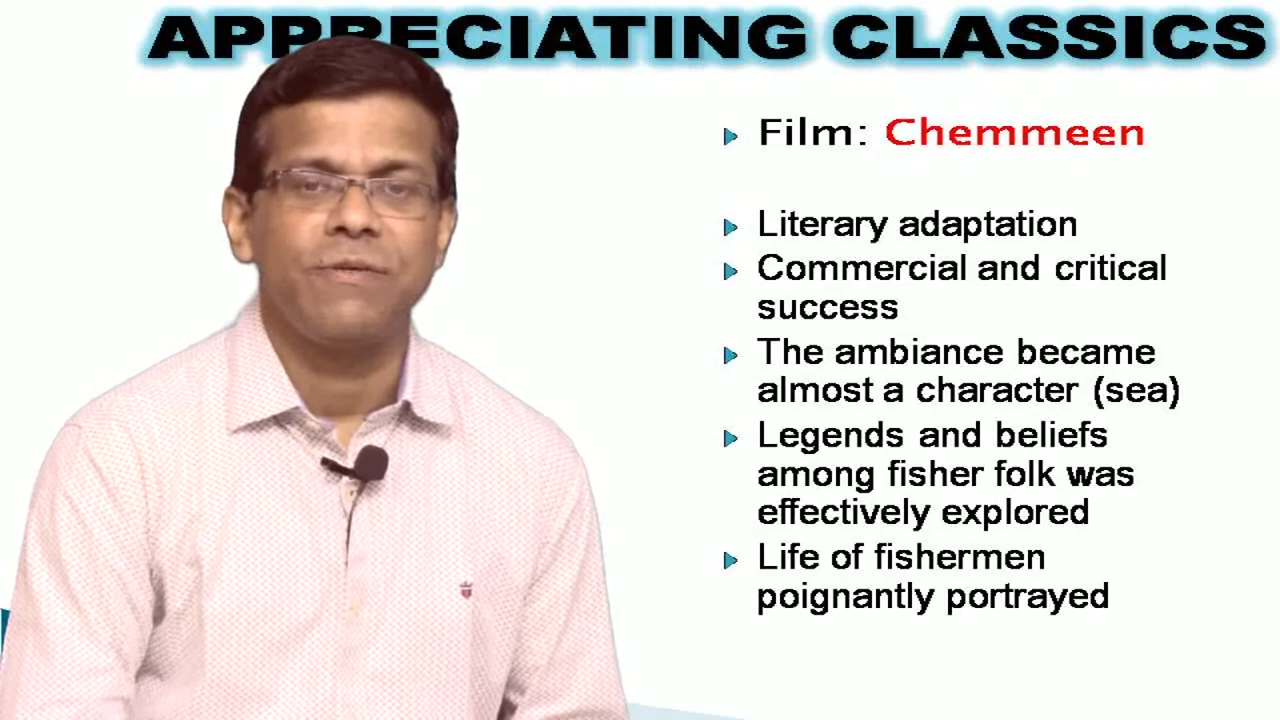 APPRECIATING CLASSICS
Film: Chemmeen
Literary adaptation
Commercial and critical
success
The ambiance became
almost a character (sea)
Legends and beliefs
among fisher folk was
effectively explored
Life of fishermen
poignantly portrayed